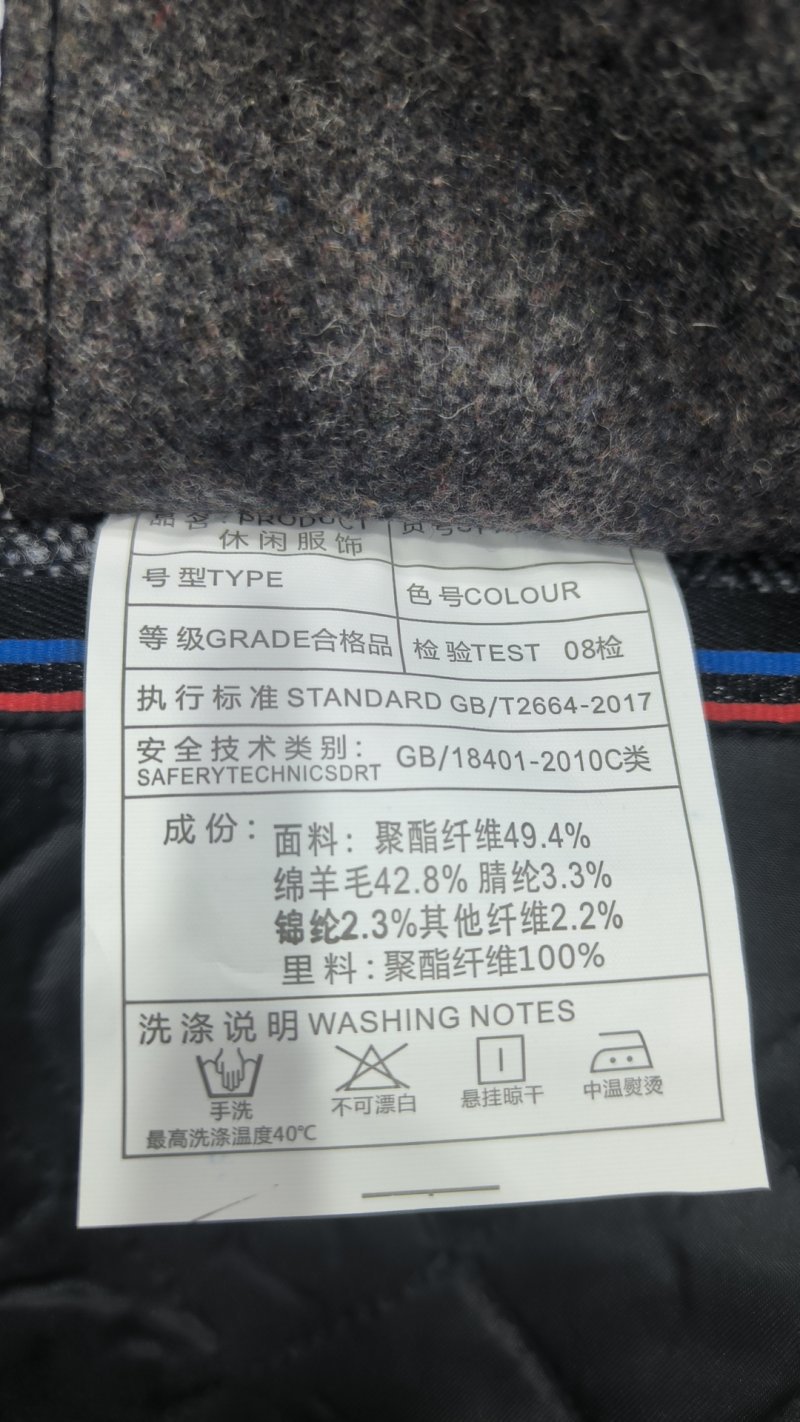 品名:PRODUCT 货号
休闲服饰
号型TYPE 色号COLOUR
等级GRADE合格品 检验TEST 08检
执行标准 STANDARD GB/T2664-2017
安全技术类别: GB/18401-2010C类
SAFERYTECHNICSDRT
成份: 面料: 聚酯纤维49.4%
绵羊毛42.8% 腈纶3.3%
锦纶2.3%其他纤维2.2%
里料:聚酯纤维100%
洗涤说明 WASHING NOTES
手洗 不可漂白 悬挂晾干 中温熨烫
最高洗涤温度40℃